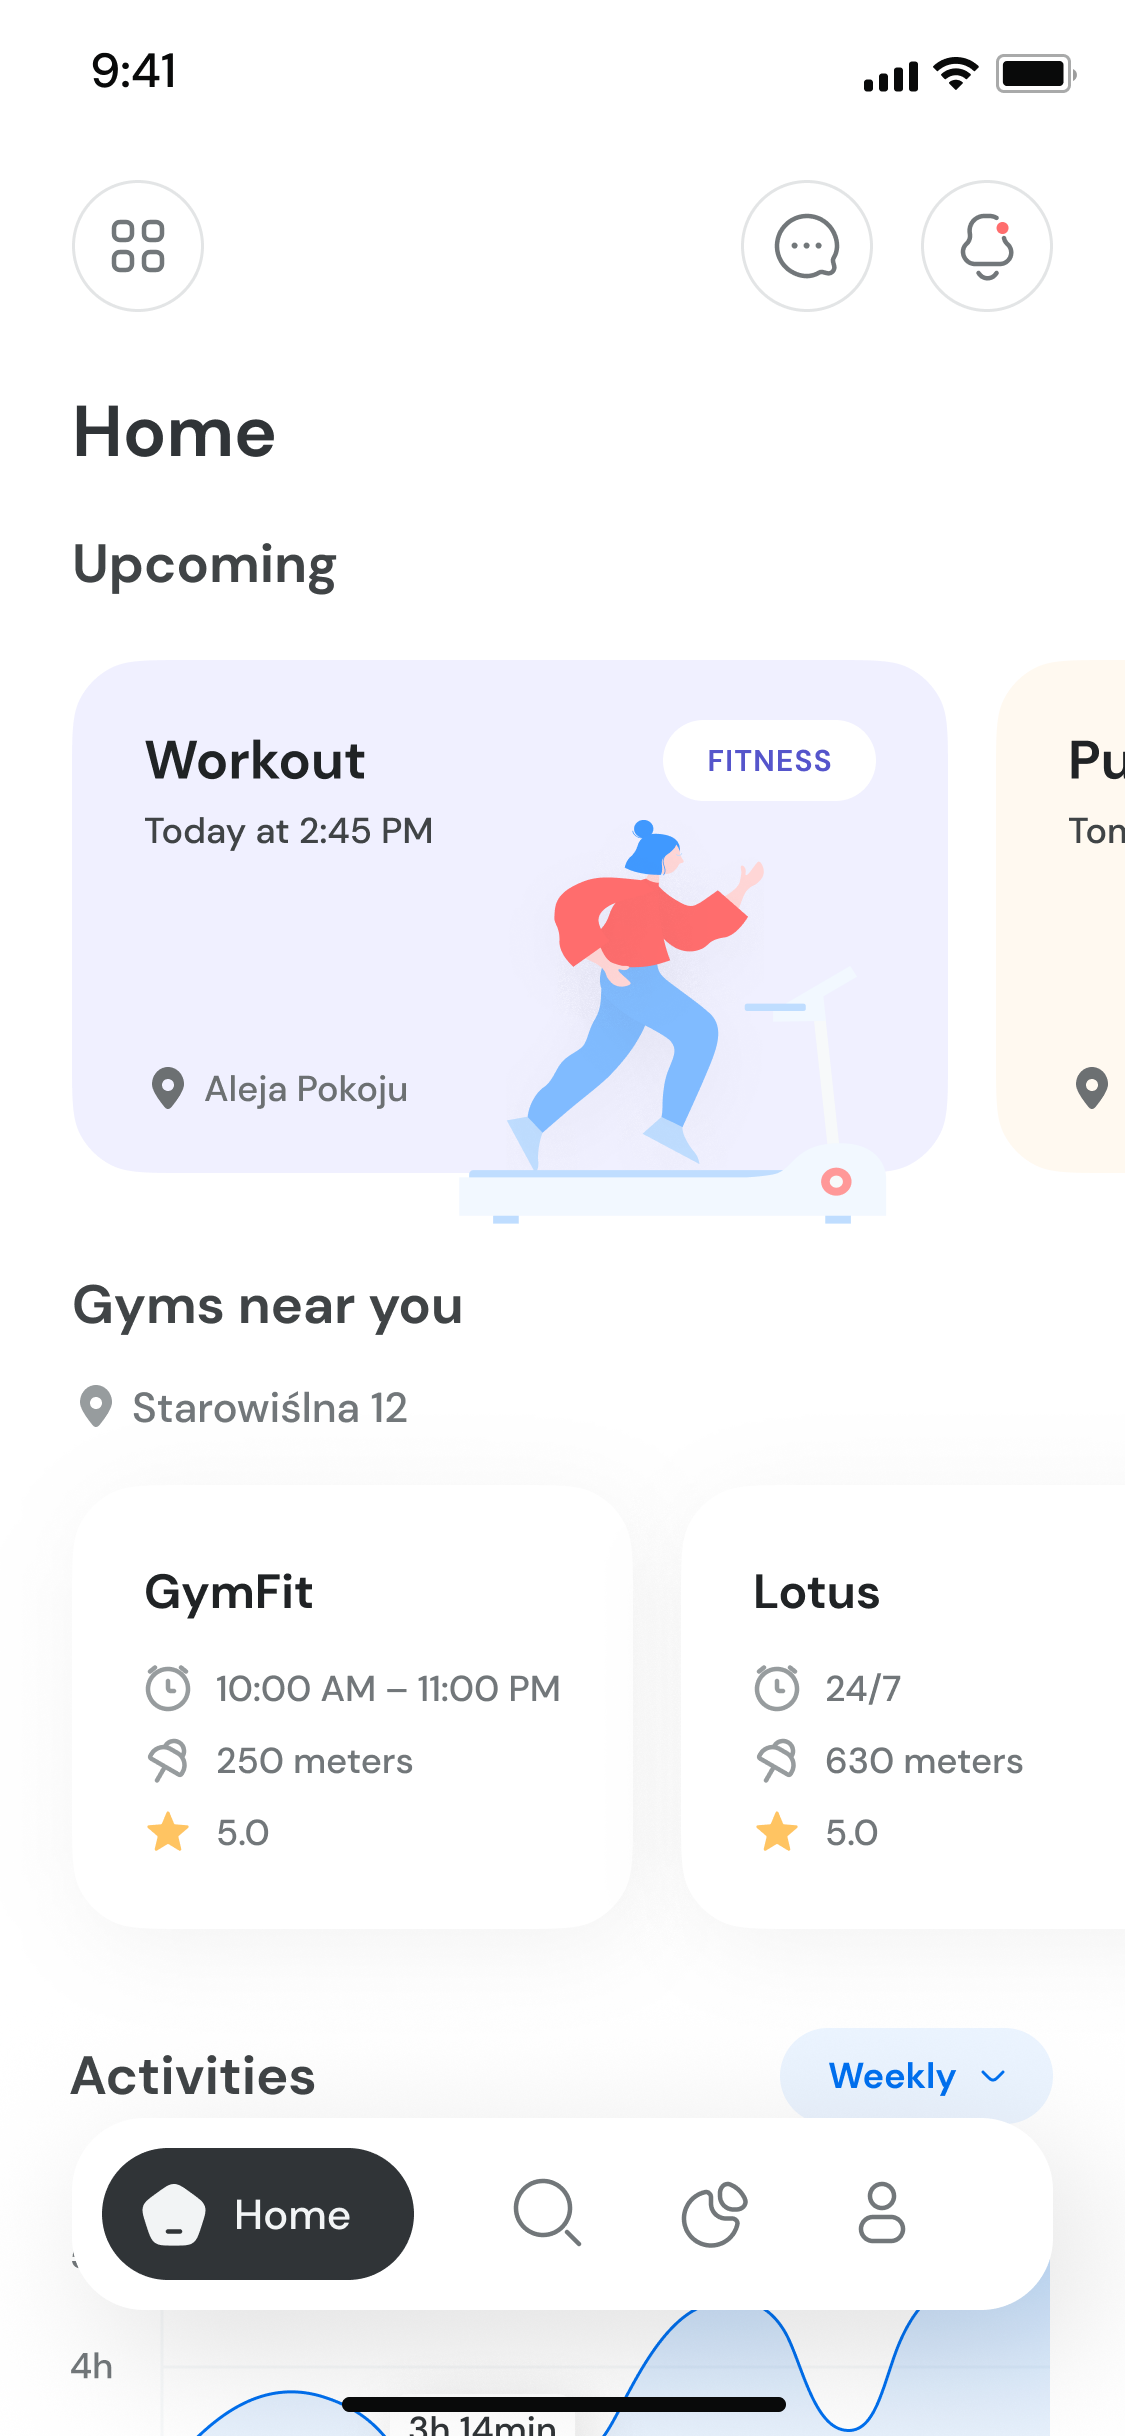 9:41
Home
Upcoming
Workout
FITNESS
Today at 2:45 PM
Aleja Pokoju
Gyms near you
Starowiślna 12
GymFit
10:00 AM – 11:00 PM
250 meters
5.0
Lotus
24/7
630 meters
5.0
Activities
Weekly
Home
4h
3h 14min